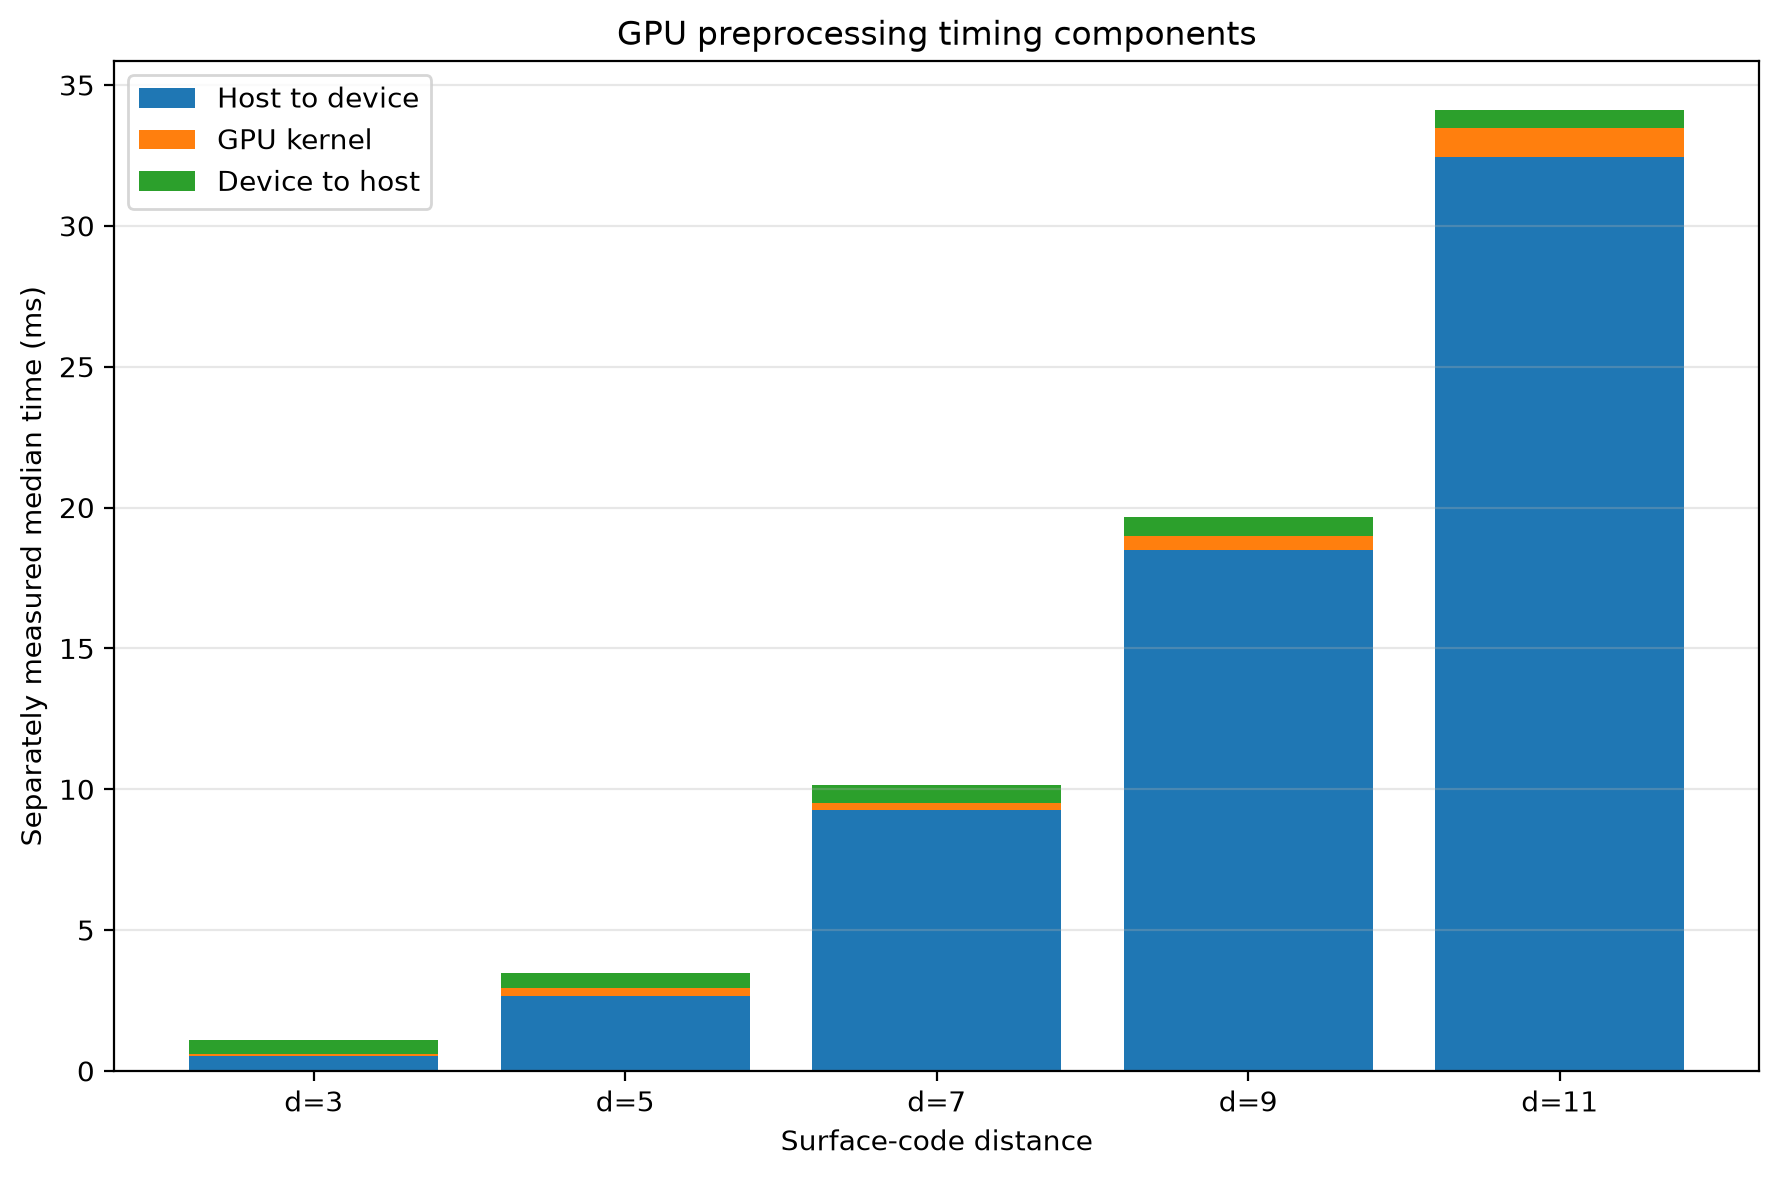 GPU preprocessing timing components
Host to device
GPU kernel
Device to host
Separately measured median time (ms)
35
30
25
20
15
10
5
0
d=3
d=5
d=7
d=9
d=11
Surface-code distance